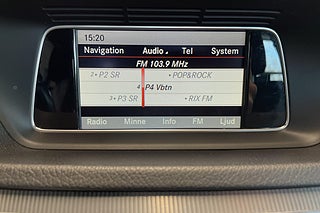 15:20
Navigation Audio Tel System
FM 103.9 MHz
2 P2 SR POP&ROCK
4 P4 Vbtn
3 P3 SR RIX FM
Radio Minne Info FM Ljud